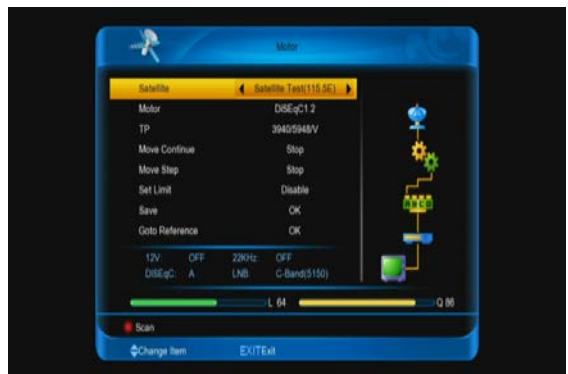 Motor
Satellite Satellite Test(115.5E)
Motor DiSEqC1.2
TP 3940/5948/V
Move Continue Stop
Move Step Stop
Set Limit Disable
Save OK
Goto Reference OK
ABCD
12V: OFF 22KHz: OFF
DISEqC: A LNB: C-Band(5150)
L 64 Q 86
Scan
Change Item EXITExit